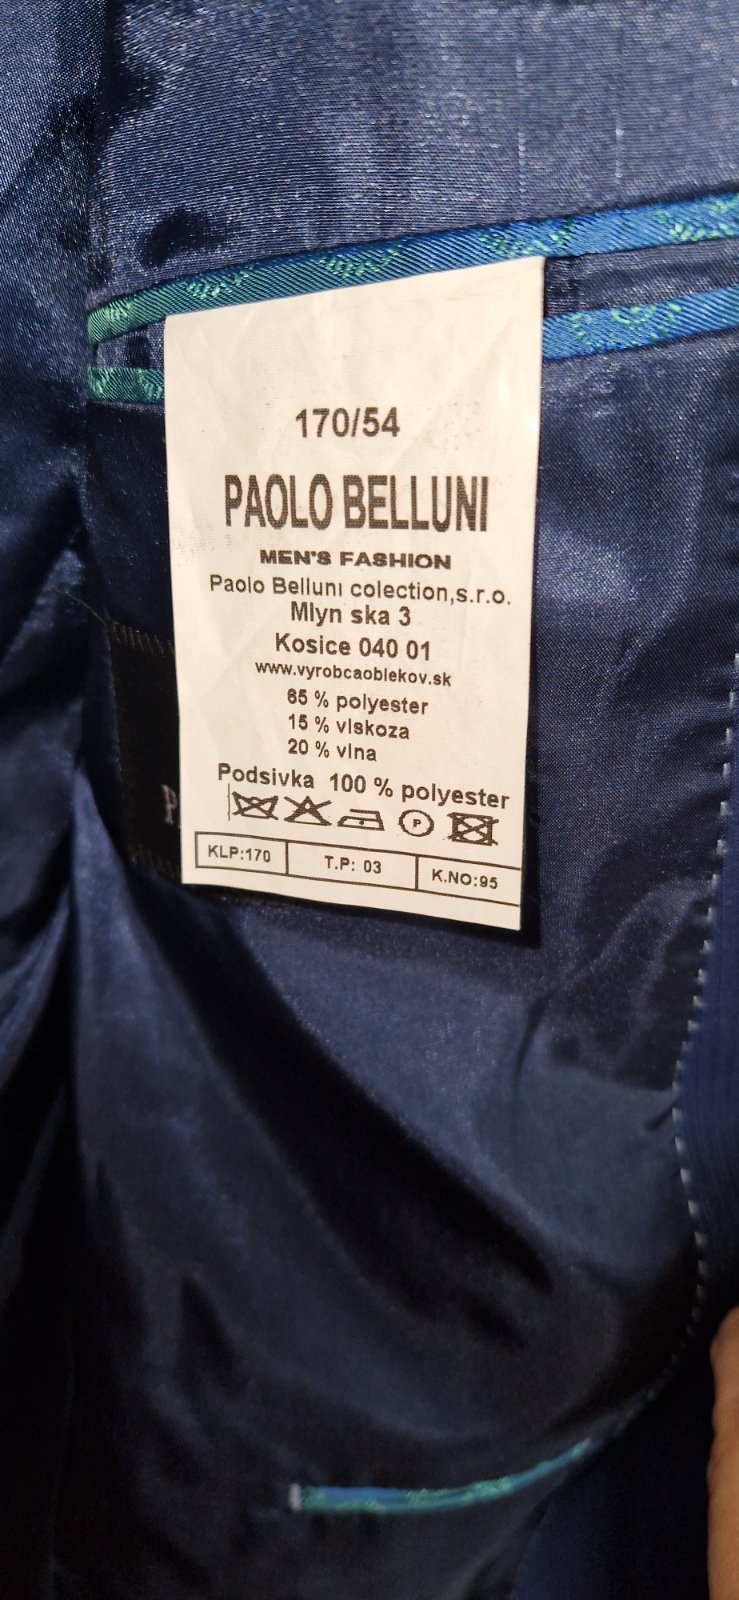 170/54
PAOLO BELLUNI
MEN'S FASHION
Paolo Belluni colection,s.r.o.
Mlyn ska 3
Kosice 040 01
www.vyrobcaoblekov.sk
65 % polyester
15 % viskoza
20 % vlna
Podsivka 100 % polyester
P
KLP:170 T.P: 03 K.NO:95
P